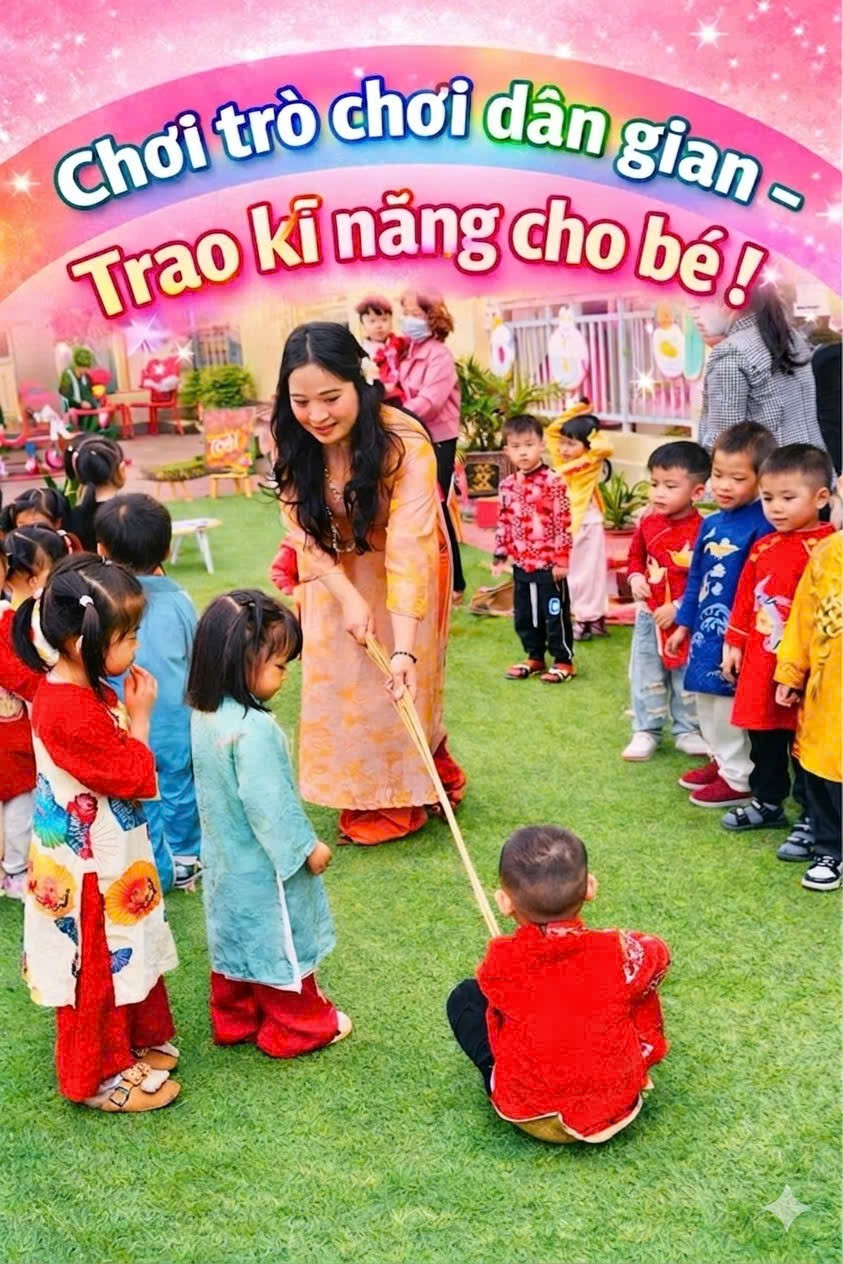 Chơi trò chơi dân gian -
Trao kĩ năng cho bé !